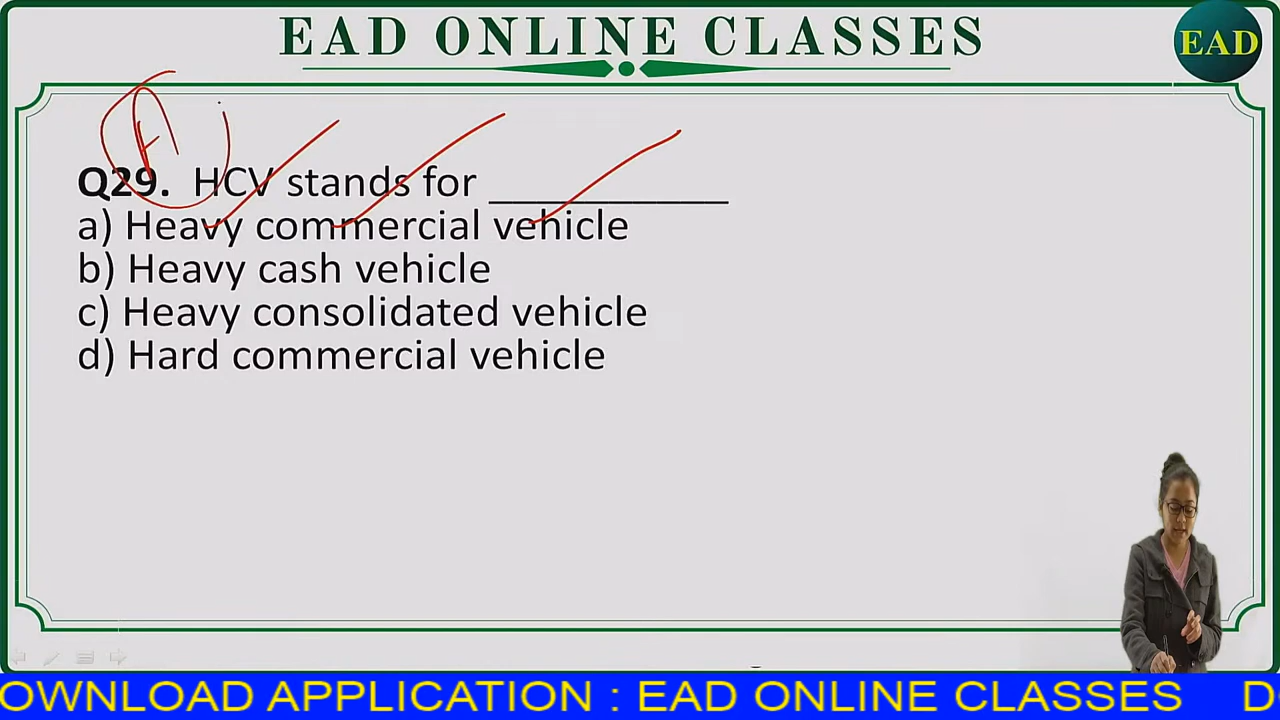 EAD ONLINE CLASSES
EAD
A
Q29. HCV stands for ___________
a) Heavy commercial vehicle
b) Heavy cash vehicle
c) Heavy consolidated vehicle
d) Hard commercial vehicle
OWNLOAD APPLICATION : EAD ONLINE CLASSES D